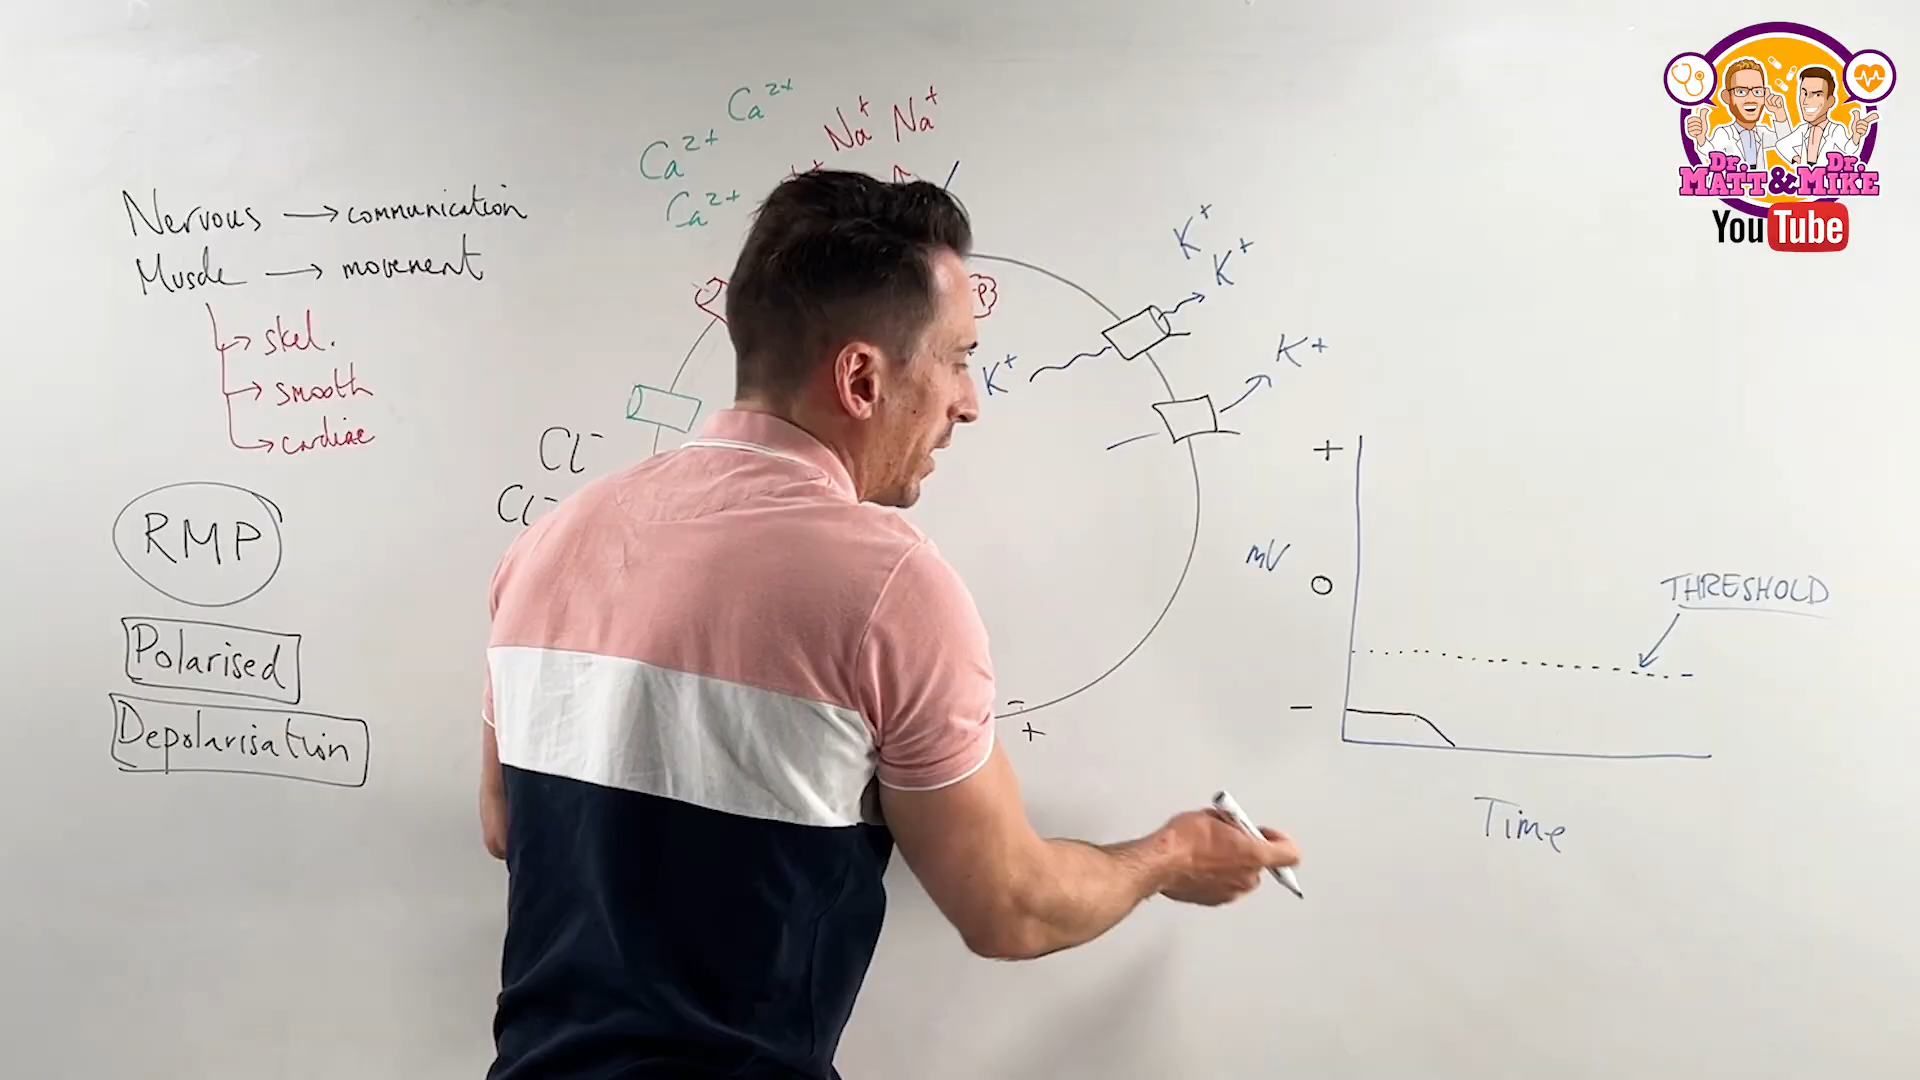 Nervous → communication
Muscle → movement
→ skel.
→ smooth
→ cardiac
RMP
Polarised
Depolarisation
Ca²⁺
Ca²⁺
Ca²⁺
Na⁺ Na⁺
Cl⁻
Cl⁻
K⁺
K⁺
K⁺
K⁺
P
-
+
+
mV
0
-
THRESHOLD
Time
Dr. MATT & Dr. MIKE
YouTube